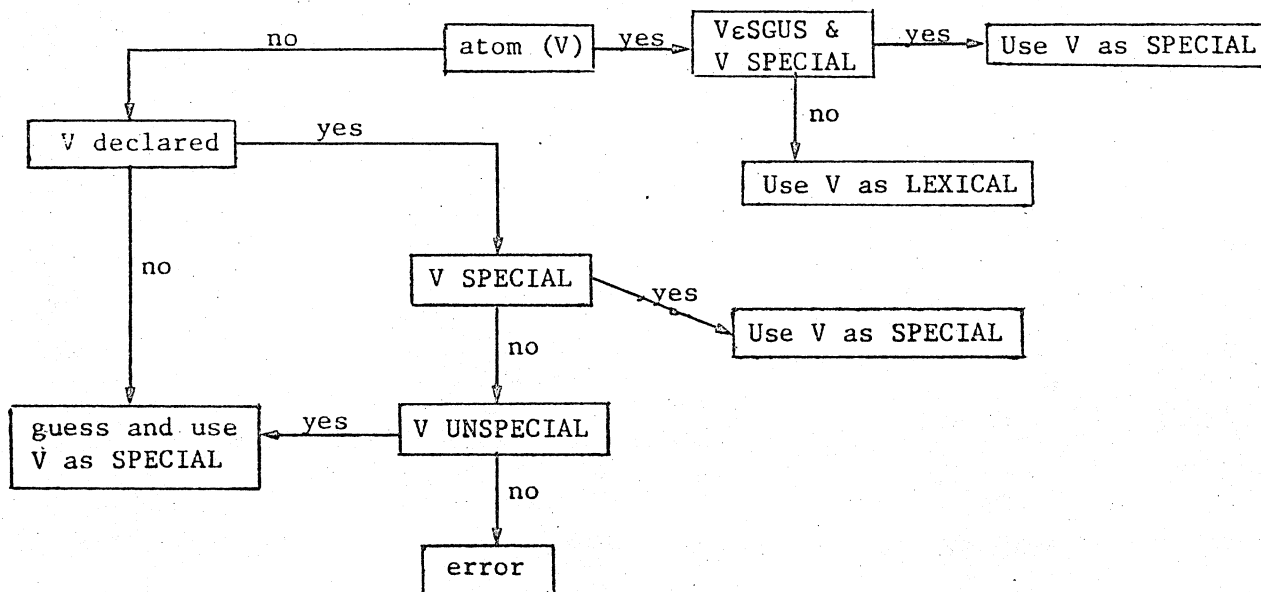 no
atom (V)
yes
VεSGUS &
V SPECIAL
yes
Use V as SPECIAL
no
Use V as LEXICAL
V declared
yes
no
V SPECIAL
yes
Use V as SPECIAL
no
guess and use
V as SPECIAL
yes
V UNSPECIAL
no
error